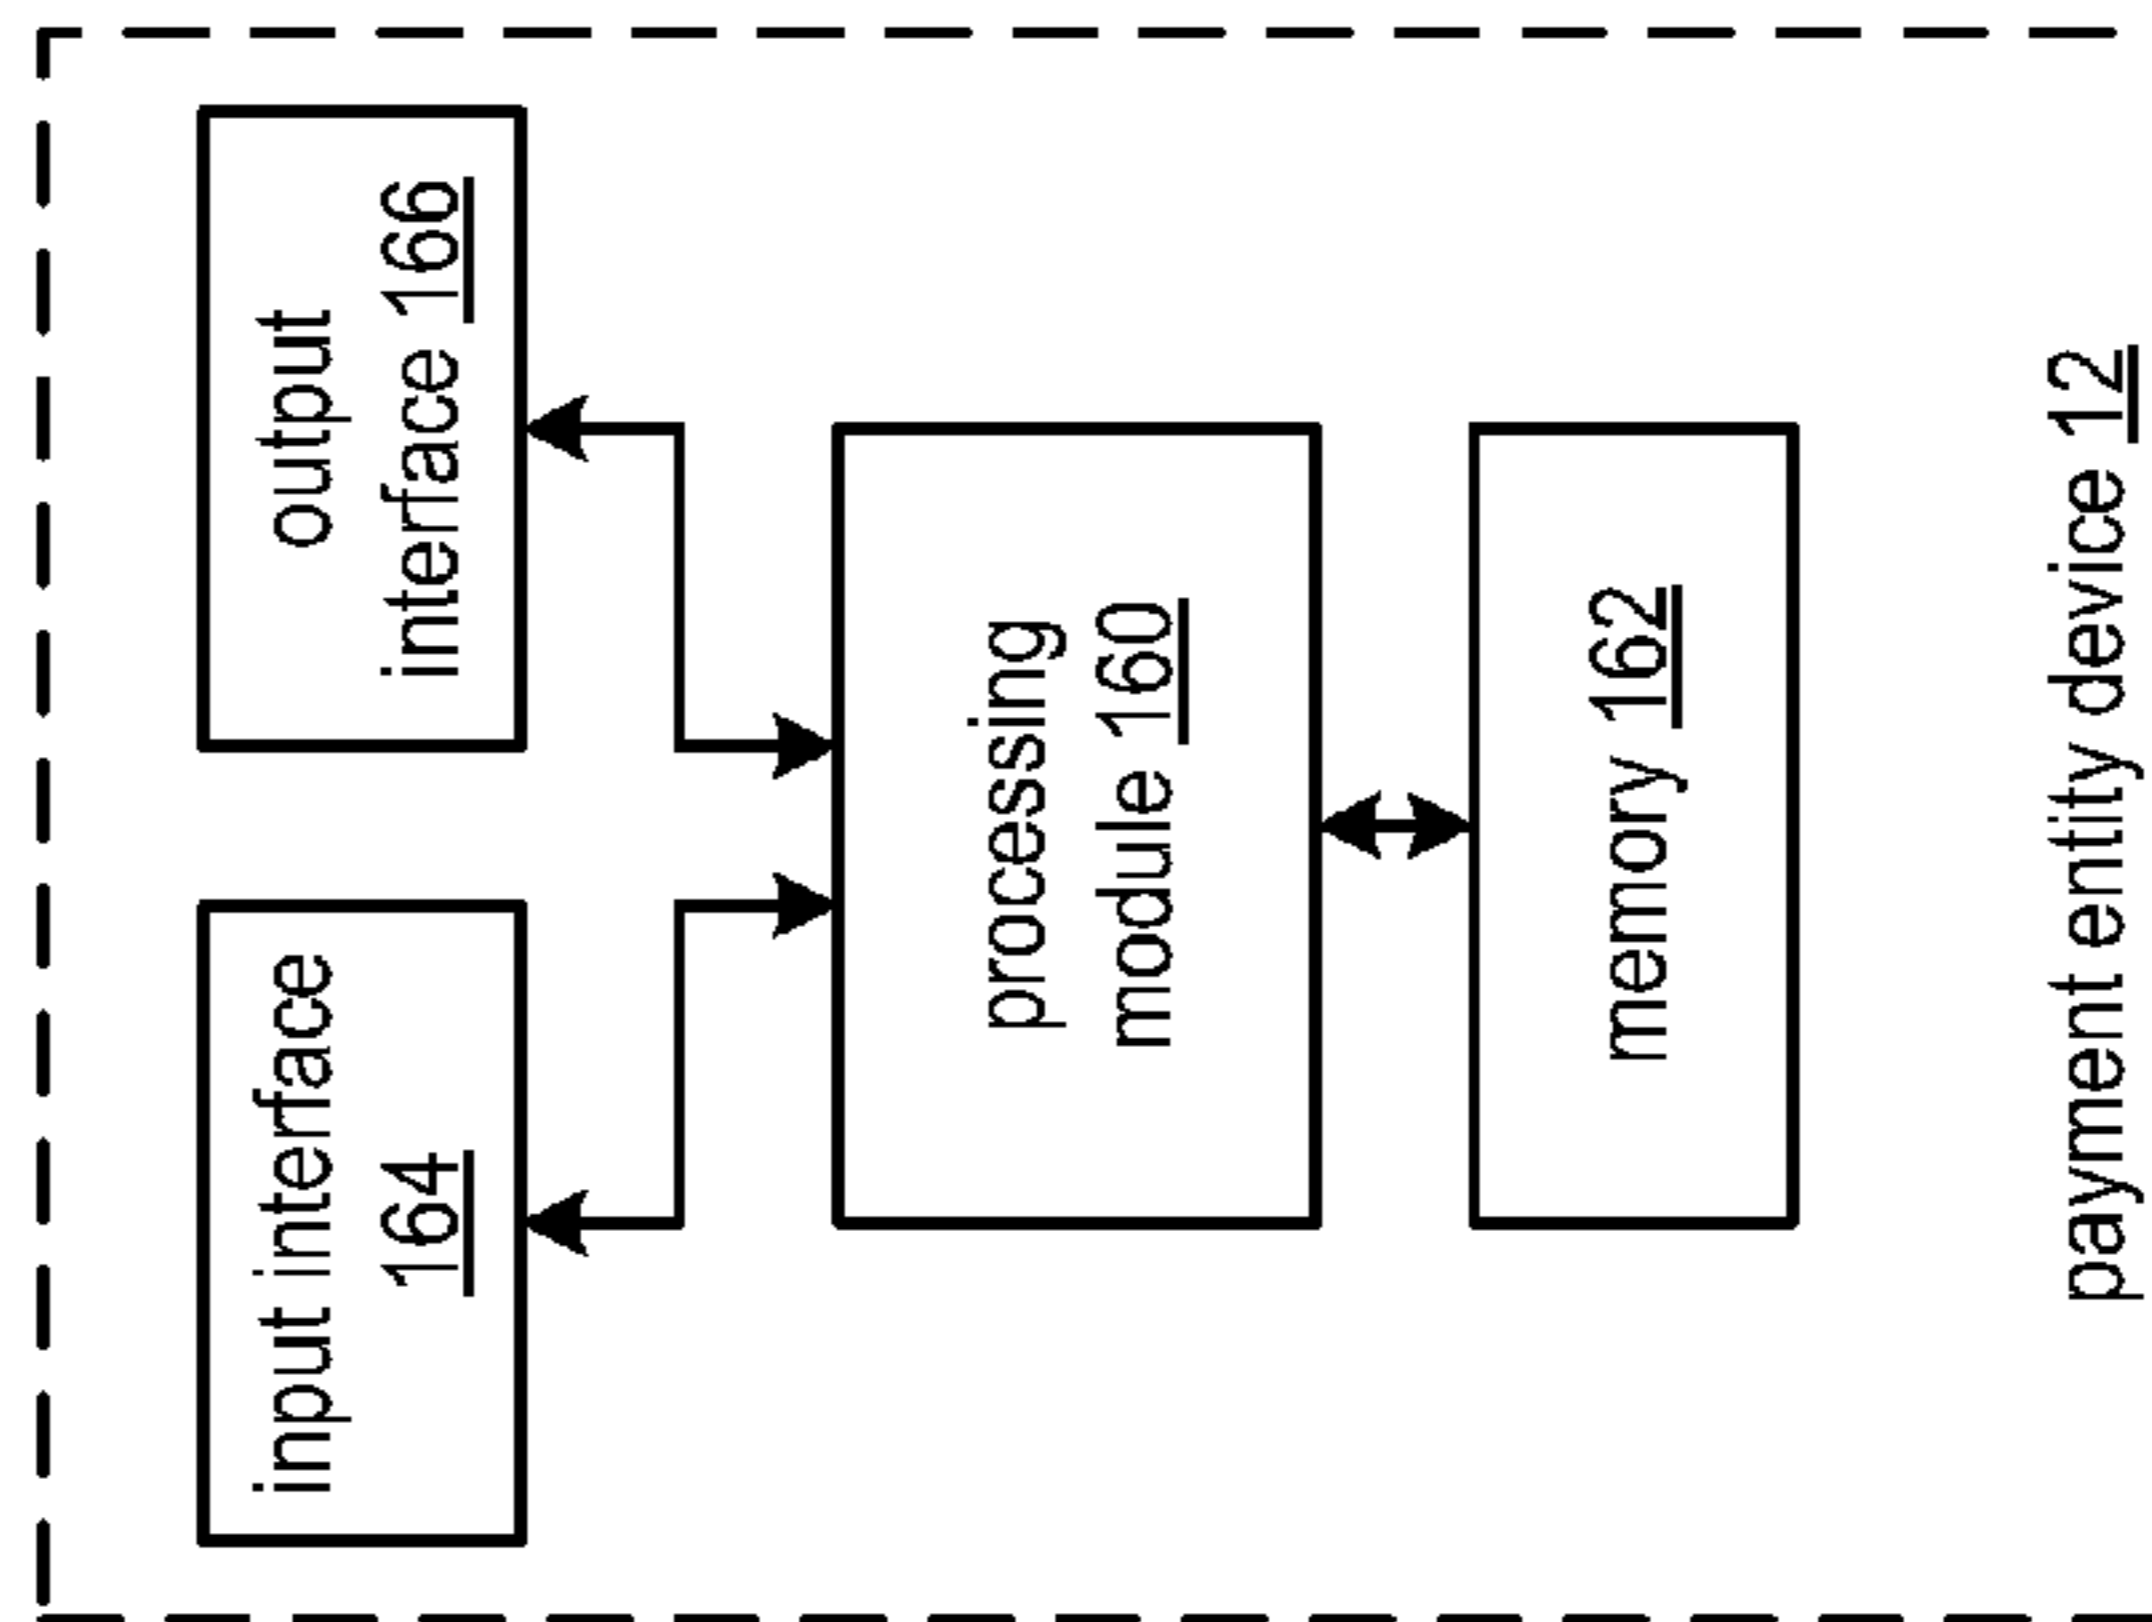 input interface
164
output
interface 166
processing
module 160
memory 162
payment entity device 12